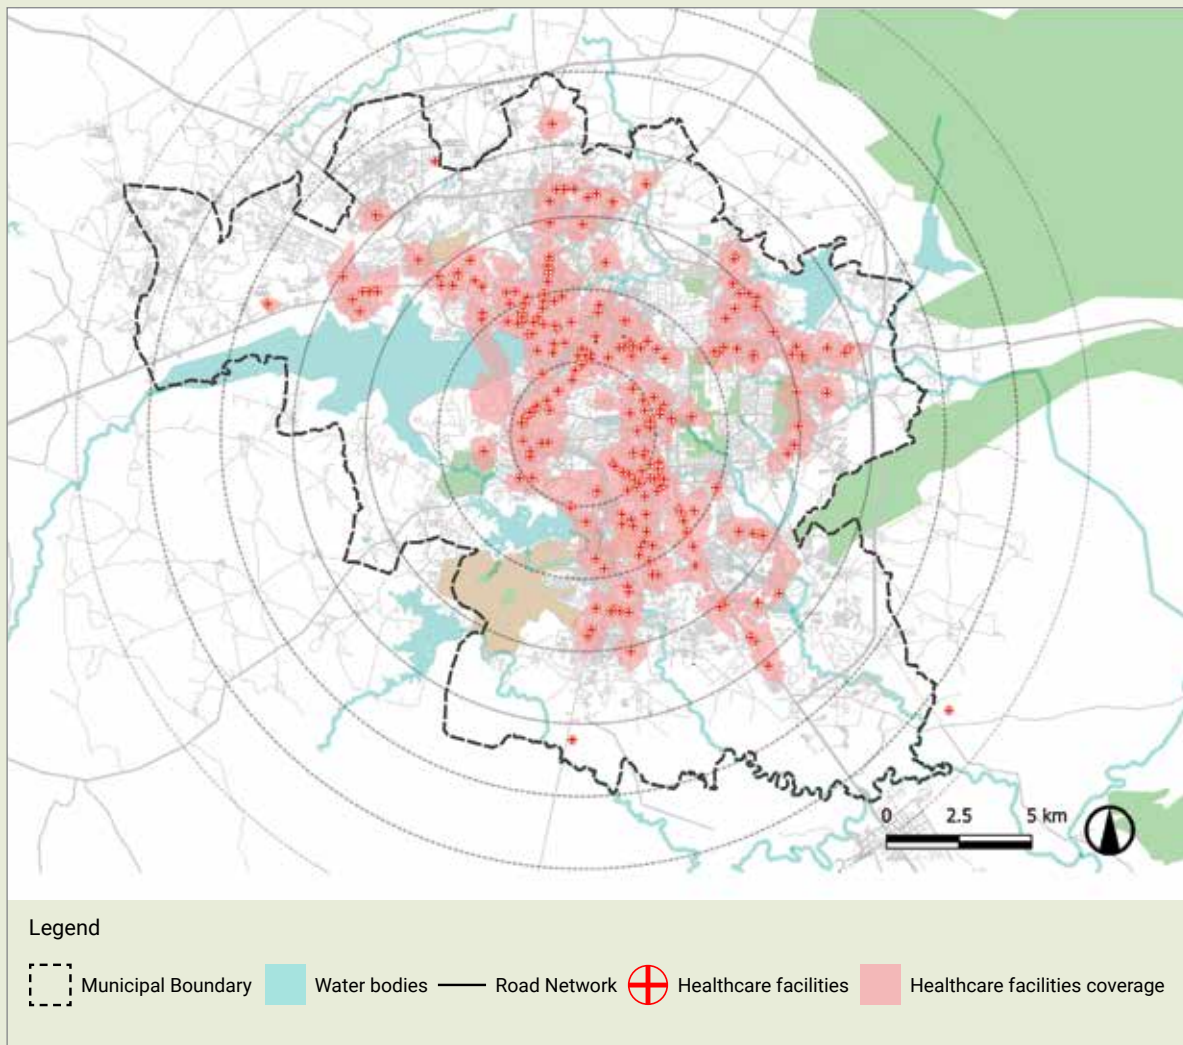 0 2.5 5 km
Legend
Municipal Boundary Water bodies Road Network Healthcare facilities Healthcare facilities coverage